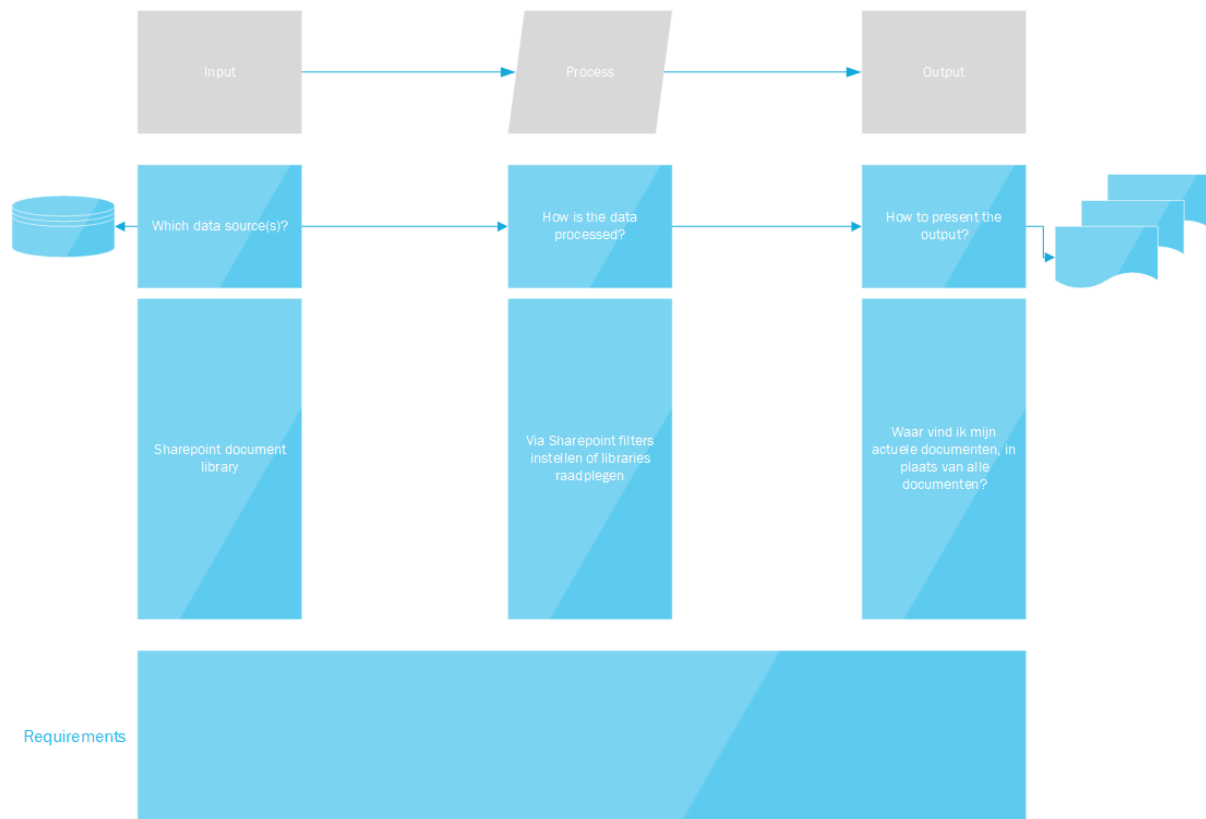 Input
Process
Output
Which data source(s)?
How is the data
processed?
How to present the
output?
Sharepoint document
library
Via Sharepoint filters
instellen of libraries
raadplegen
Waar vind ik mijn
actuele documenten, in
plaats van alle
documenten?
Requirements